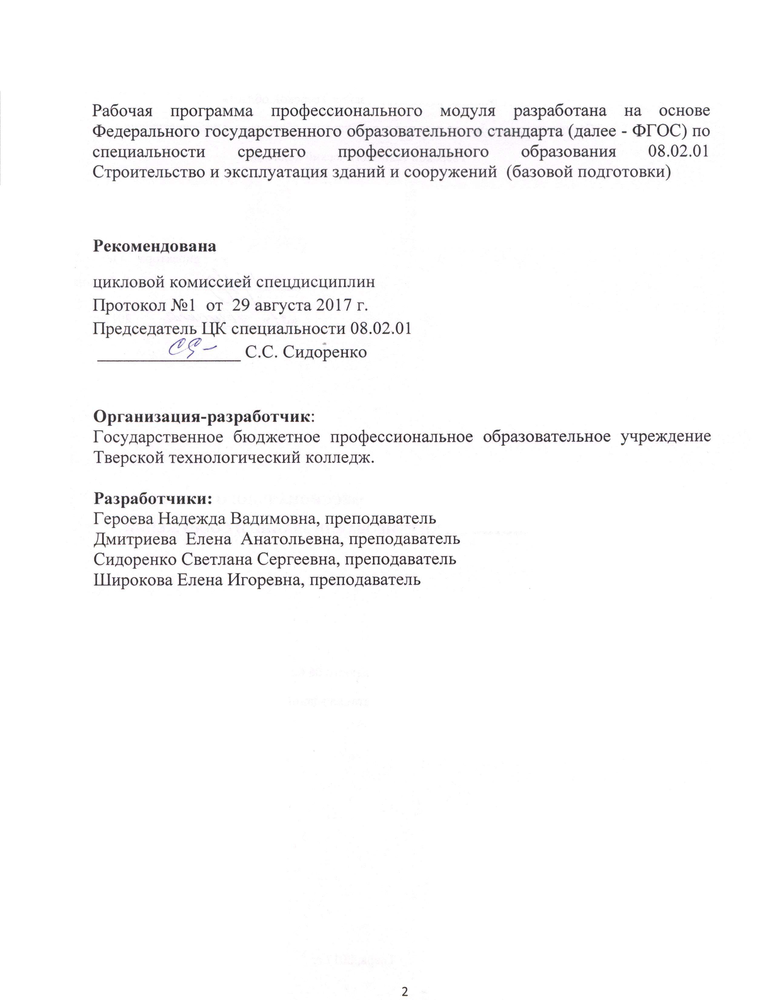 Рабочая программа профессионального модуля разработана на основе
Федерального государственного образовательного стандарта (далее - ФГОС) по
специальности среднего профессионального образования 08.02.01
Строительство и эксплуатация зданий и сооружений (базовой подготовки)
Рекомендована
цикловой комиссией спецдисциплин
Протокол №1 от 29 августа 2017 г.
Председатель ЦК специальности 08.02.01
_______________ С.С. Сидоренко
Организация-разработчик:
Государственное бюджетное профессиональное образовательное учреждение
Тверской технологический колледж.
Разработчики:
Героева Надежда Вадимовна, преподаватель
Дмитриева Елена Анатольевна, преподаватель
Сидоренко Светлана Сергеевна, преподаватель
Широкова Елена Игоревна, преподаватель
2